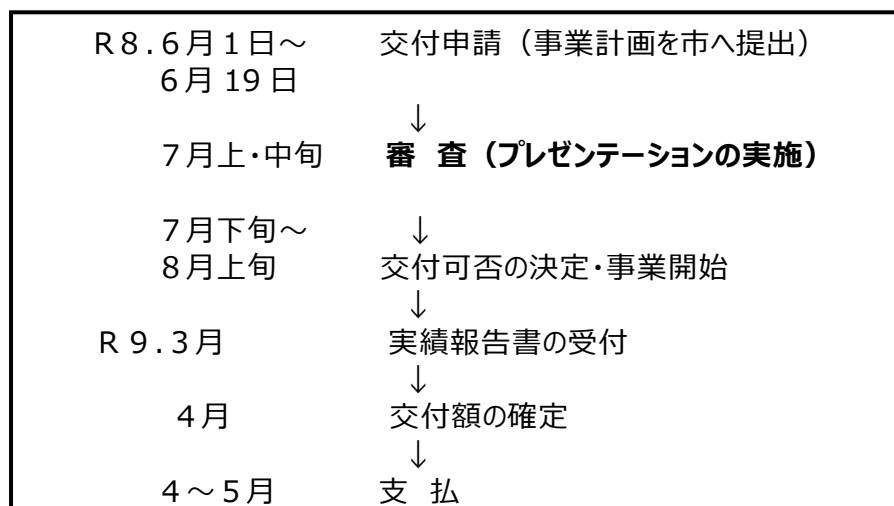 R８.６月１日～ 交付申請（事業計画を市へ提出）
６月 19 日
↓
７月上・中旬 審 査（プレゼンテーションの実施）
７月下旬～ ↓
８月上旬 交付可否の決定・事業開始
↓
R ９.３月 実績報告書の受付
↓
４月 交付額の確定
↓
４～５月 支 払